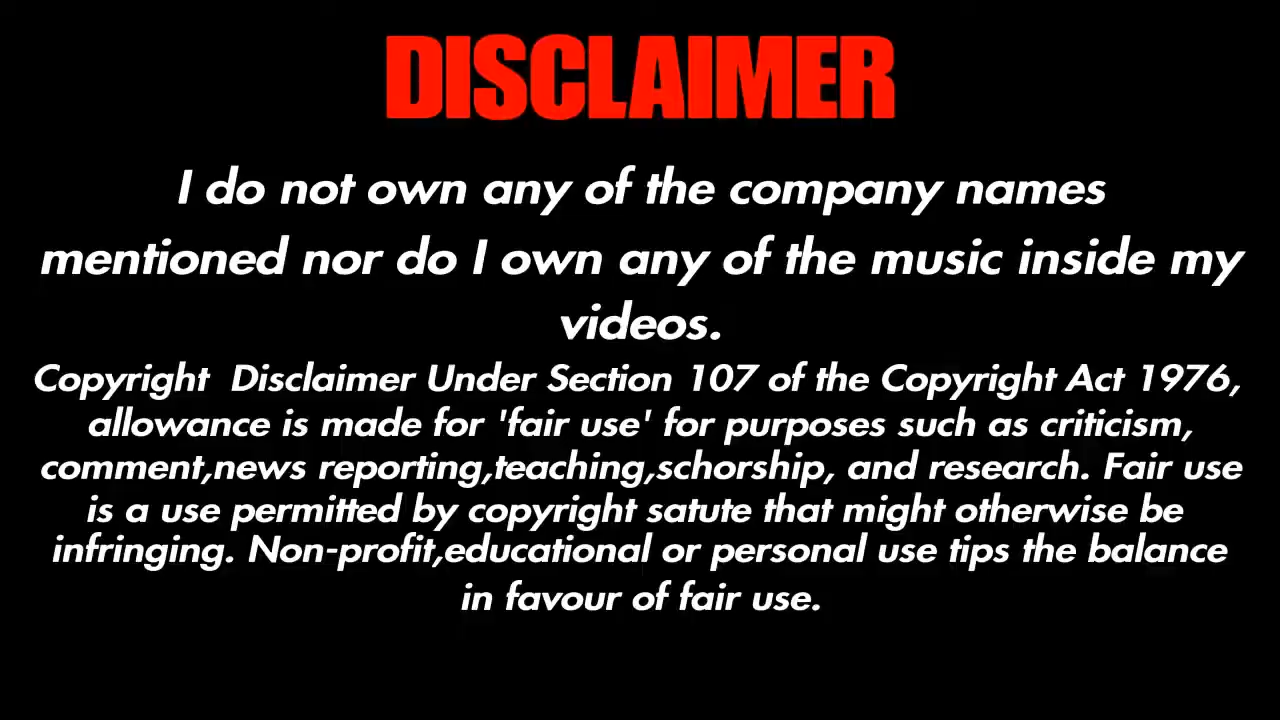 DISCLAIMER
I do not own any of the company names
mentioned nor do I own any of the music inside my
videos.
Copyright  Disclaimer Under Section 107 of the Copyright Act 1976,
allowance is made for 'fair use' for purposes such as criticism,
comment,news reporting,teaching,schorship, and research. Fair use
is a use permitted by copyright satute that might otherwise be
infringing. Non-profit,educational or personal use tips the balance
in favour of fair use.